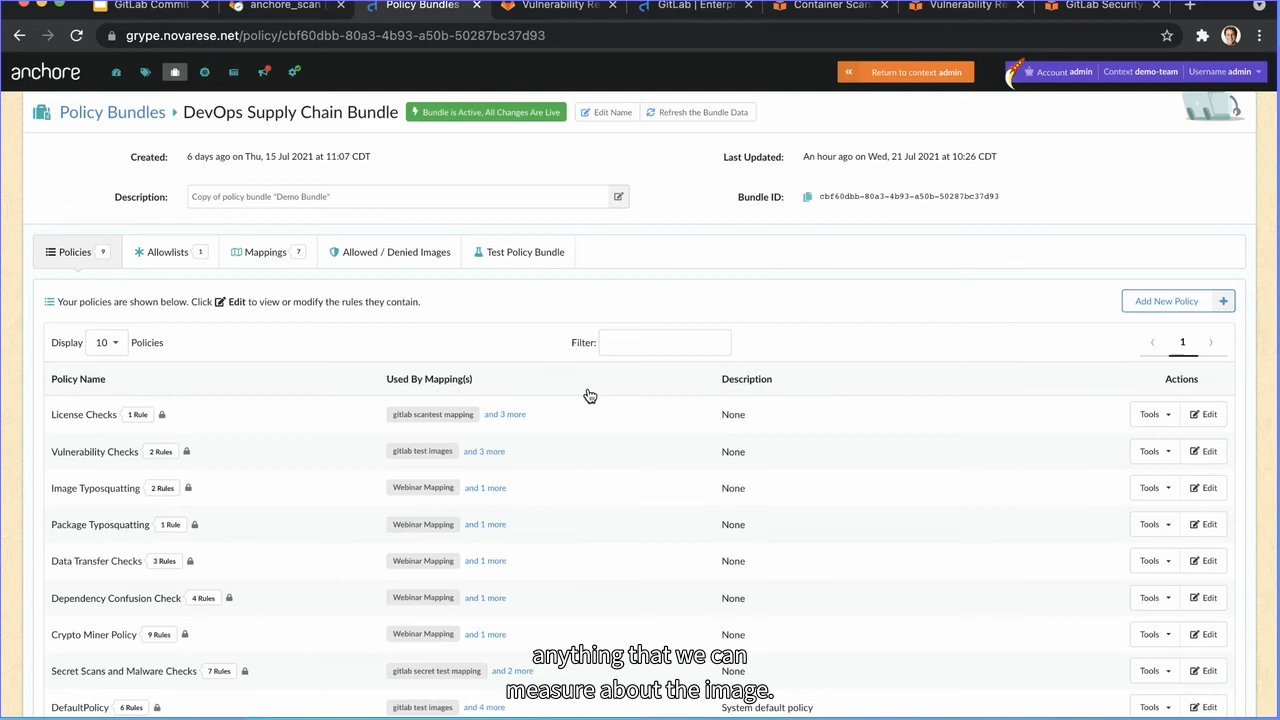 GitLab Commit
anchore_scan (
Policy Bundles
Vulnerability Re
GitLab | Enterp
Container Scan
Vulnerability Re
GitLab Security
grype.novarese.net/policy/cbf60dbb-80a3-4b93-a50b-50287bc37d93
anchore
Return to context admin
Account admin
Context demo-team
Username admin
Policy Bundles
DevOps Supply Chain Bundle
Bundle is Active, All Changes Are Live
Edit Name
Refresh the Bundle Data
Created: 6 days ago on Thu, 15 Jul 2021 at 11:07 CDT
Last Updated: An hour ago on Wed, 21 Jul 2021 at 10:26 CDT
Description: Copy of policy bundle "Demo Bundle"
Bundle ID: cbf60dbb-80a3-4b93-a50b-50287bc37d93
Policies 9
Allowlists 1
Mappings 7
Allowed / Denied Images
Test Policy Bundle
Your policies are shown below. Click Edit to view or modify the rules they contain.
Add New Policy +
Display 10 Policies
Filter:
1
Policy Name Used By Mapping(s) Description Actions
License Checks 1 Rule gitlab scantest mapping and 3 more None Tools Edit
Vulnerability Checks 2 Rules gitlab test images and 3 more None Tools Edit
Image Typosquatting 2 Rules Webinar Mapping and 1 more None Tools Edit
Package Typosquatting 1 Rule Webinar Mapping and 1 more None Tools Edit
Data Transfer Checks 3 Rules Webinar Mapping and 1 more None Tools Edit
Dependency Confusion Check 4 Rules Webinar Mapping and 1 more None Tools Edit
Crypto Miner Policy 9 Rules Webinar Mapping and 1 more None Tools Edit
Secret Scans and Malware Checks 7 Rules gitlab secret test mapping and 2 more None Tools Edit
DefaultPolicy 6 Rules gitlab test images and 4 more System default policy Tools Edit
anything that we can
measure about the image.